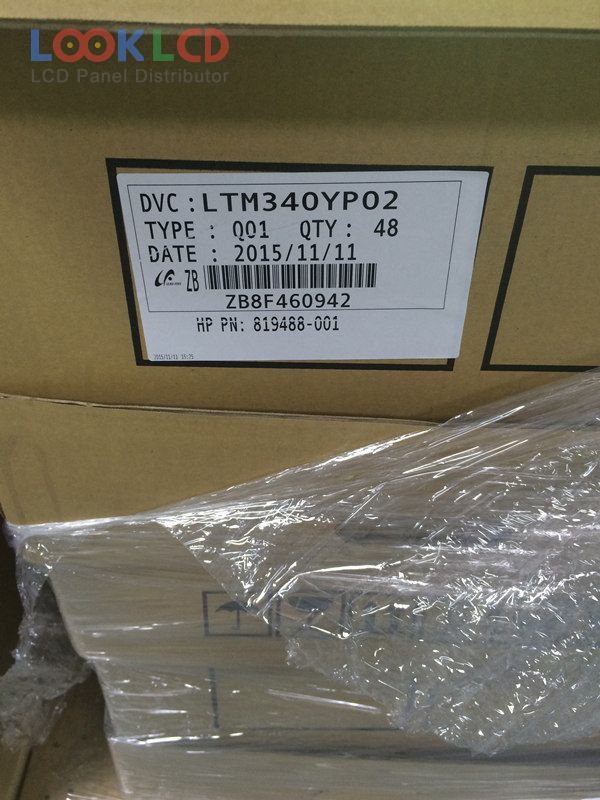 LOOKLCD
LCD Panel Distributor
DVC : LTM340YP02
TYPE : Q01 QTY : 48
DATE : 2015/11/11
ZB
ZB8F460942
HP PN: 819488-001